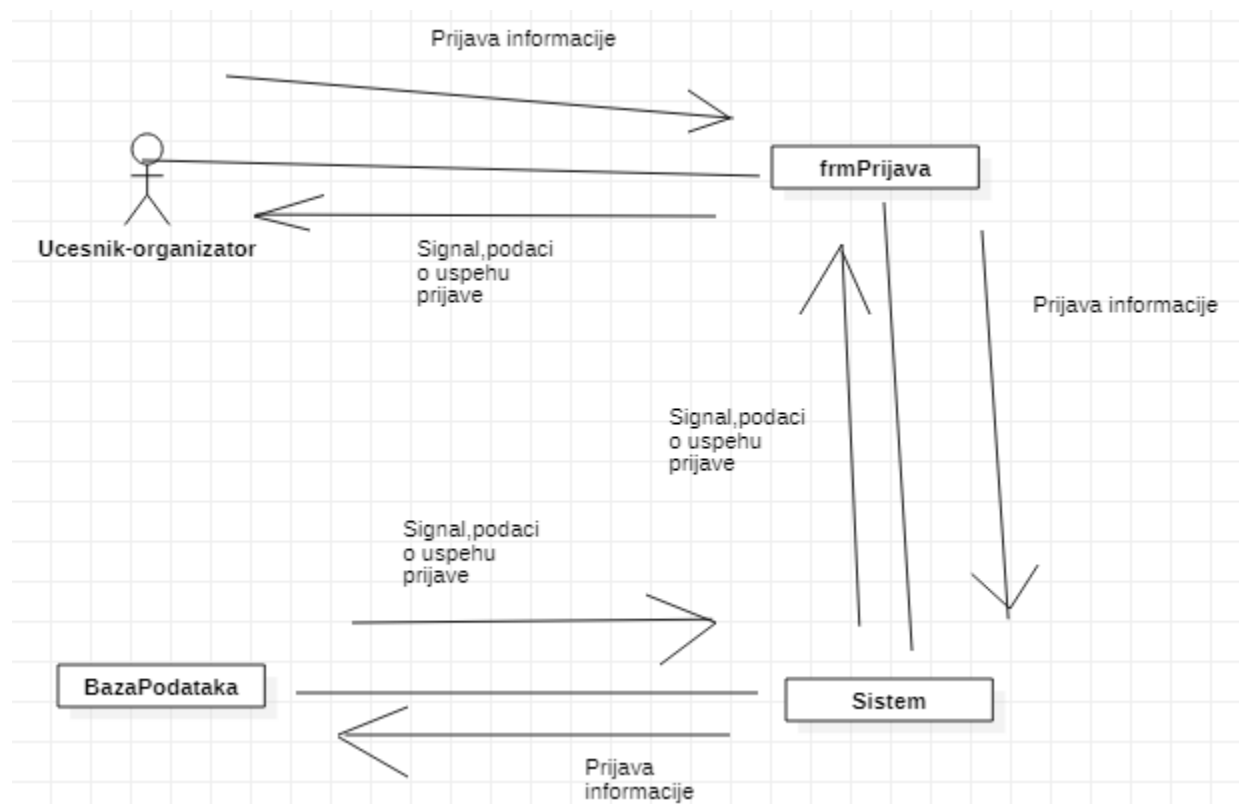 Prijava informacije
frmPrijava
Ucesnik-organizator
Signal,podaci
o uspehu
prijave
Prijava informacije
Signal,podaci
o uspehu
prijave
Signal,podaci
o uspehu
prijave
BazaPodataka
Sistem
Prijava
informacije